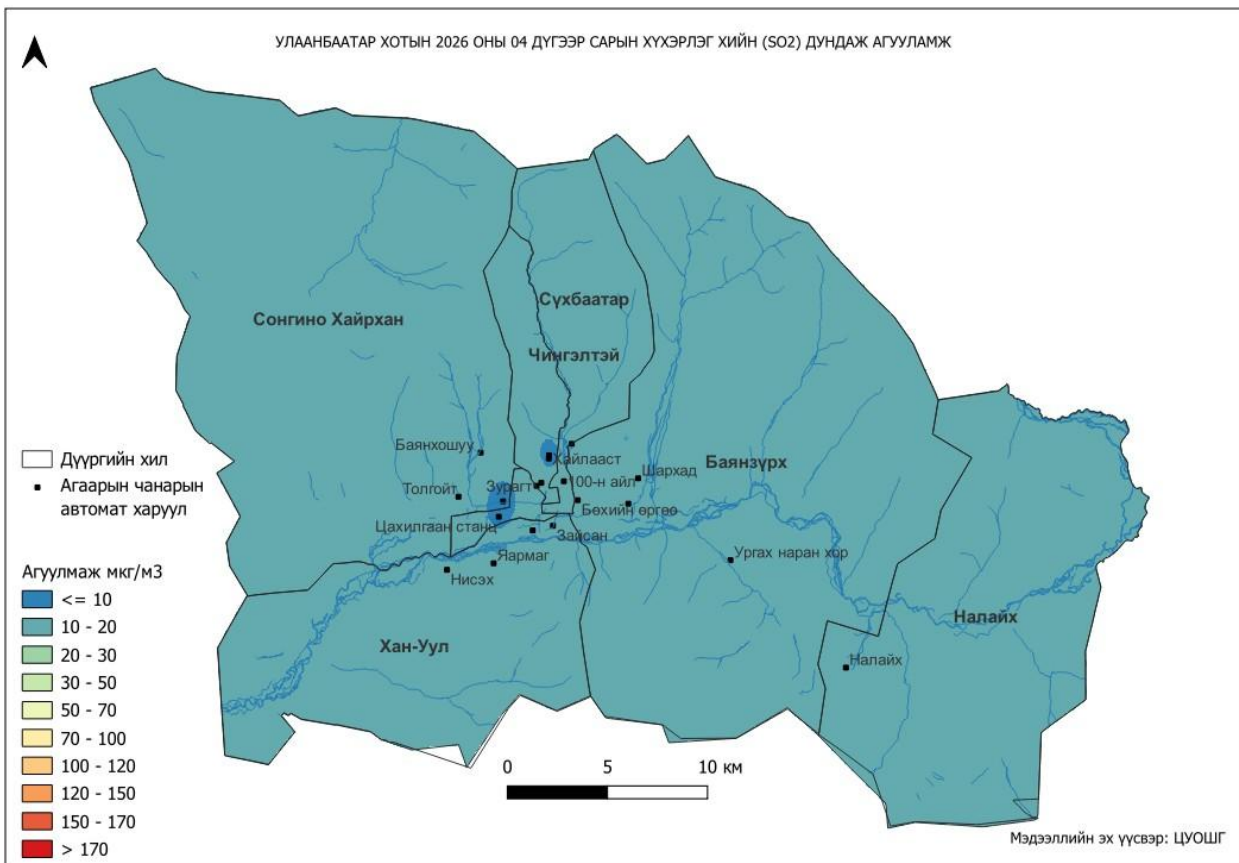 УЛААНБААТАР ХОТЫН 2026 ОНЫ 04 ДҮГЭЭР САРЫН ХҮХЭРЛЭГ ХИЙН (SO2) ДУНДАЖ АГУУЛАМЖ
Сүхбаатар
Сонгино Хайрхан
Чингэлтэй
Баянхошуу
Хайлааст
Баянзүрх
Шархад
Зурагт
100-н айл
Толгойт
Бөхийн өргөө
Цахилгаан станц
Зайсан
Яармаг
Ургах наран хор
Нисэх
Налайх
Хан-Уул
Налайх
Дүүргийн хил
Агаарын чанарын
автомат харуул
Агуулмаж мкг/м3
<= 10
10 - 20
20 - 30
30 - 50
50 - 70
70 - 100
100 - 120
120 - 150
150 - 170
> 170
0 5 10 км
Мэдээллийн эх үүсвэр: ЦУОШГ